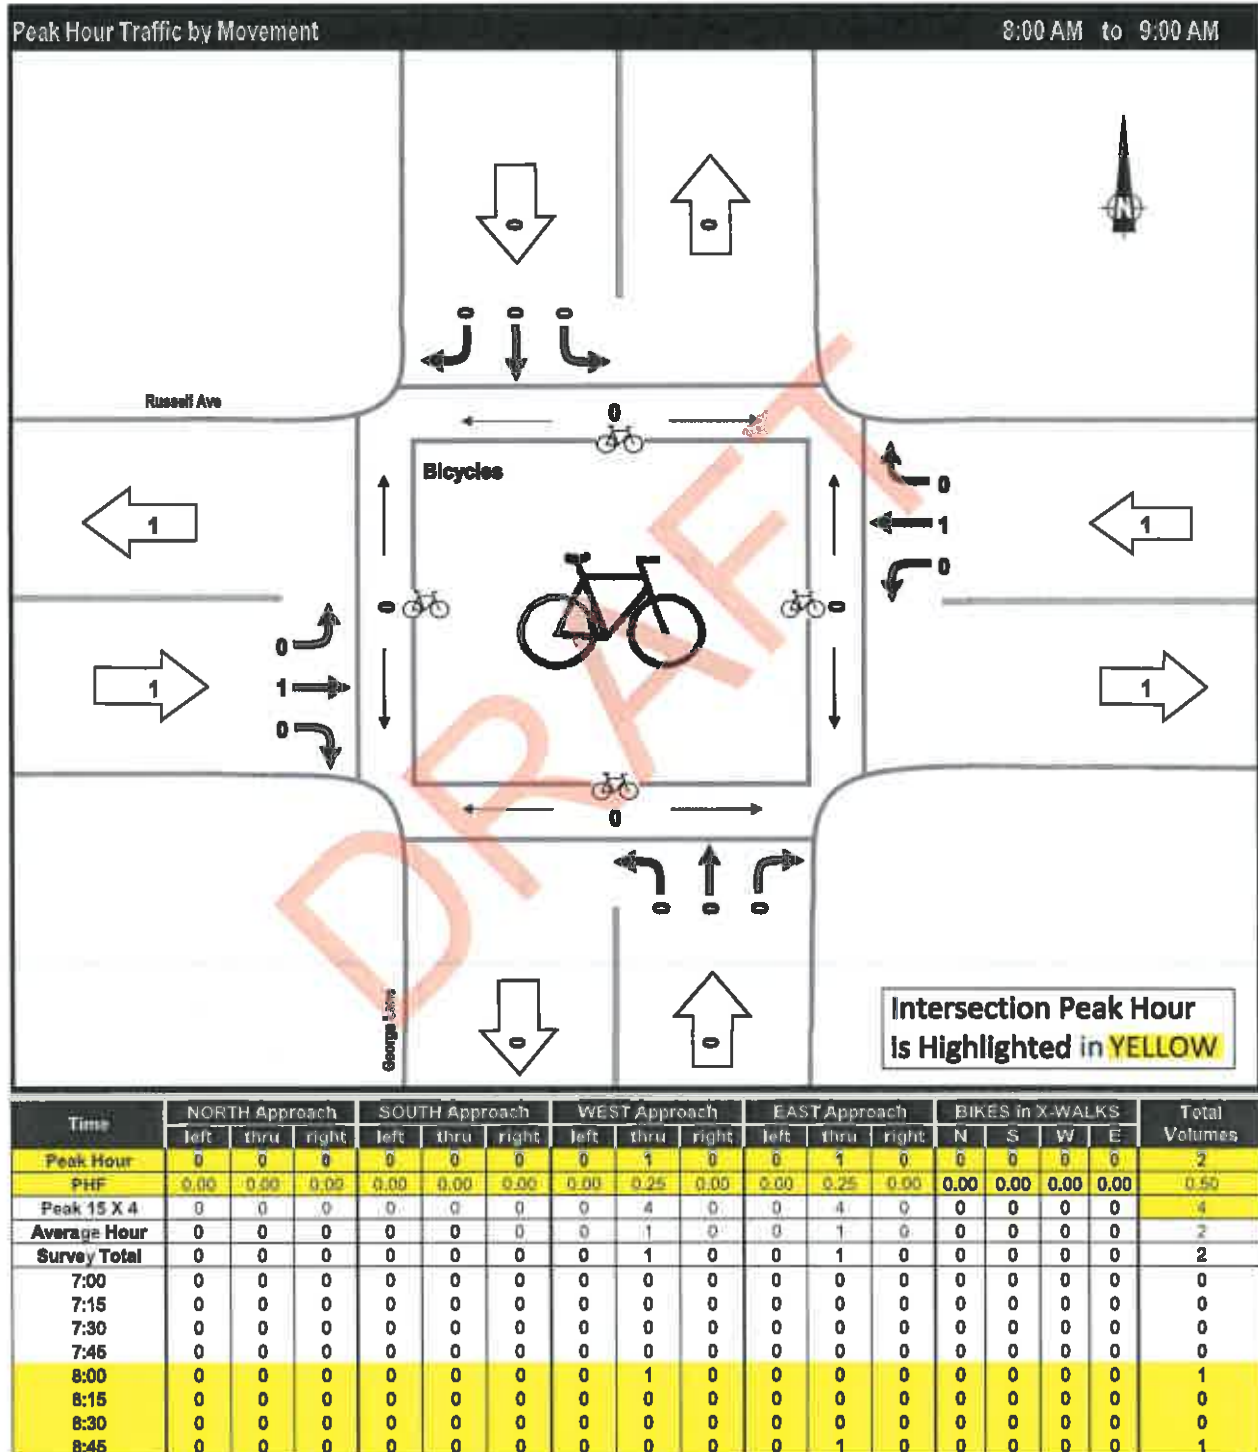 Peak Hour Traffic by Movement 8:00 AM to 9:00 AM
N
0 0
0 0 0
Russell Ave
0
Bicycles
0
1 1 1
0
0 0
0
1 1 1
0
DRAFT
0
0 0 0
George Lane
0 0
Intersection Peak Hour
is Highlighted in YELLOW
Time NORTH Approach SOUTH Approach WEST Approach EAST Approach BIKES in X-WALKS Total
left thru right left thru right left thru right left thru right N S W E Volumes
Peak Hour 0 0 0 0 0 0 0 1 0 0 1 0 0 0 0 0 2
PHF 0.00 0.00 0.00 0.00 0.00 0.00 0.00 0.25 0.00 0.00 0.25 0.00 0.00 0.00 0.00 0.00 0.50
Peak 15 X 4 0 0 0 0 0 0 0 4 0 0 4 0 0 0 0 0 4
Average Hour 0 0 0 0 0 0 0 1 0 0 1 0 0 0 0 0 2
Survey Total 0 0 0 0 0 0 0 1 0 0 1 0 0 0 0 0 2
7:00 0 0 0 0 0 0 0 0 0 0 0 0 0 0 0 0 0
7:15 0 0 0 0 0 0 0 0 0 0 0 0 0 0 0 0 0
7:30 0 0 0 0 0 0 0 0 0 0 0 0 0 0 0 0 0
7:45 0 0 0 0 0 0 0 0 0 0 0 0 0 0 0 0 0
8:00 0 0 0 0 0 0 0 1 0 0 0 0 0 0 0 0 1
8:15 0 0 0 0 0 0 0 0 0 0 0 0 0 0 0 0 0
8:30 0 0 0 0 0 0 0 0 0 0 0 0 0 0 0 0 0
8:45 0 0 0 0 0 0 0 0 0 0 1 0 0 0 0 0 1